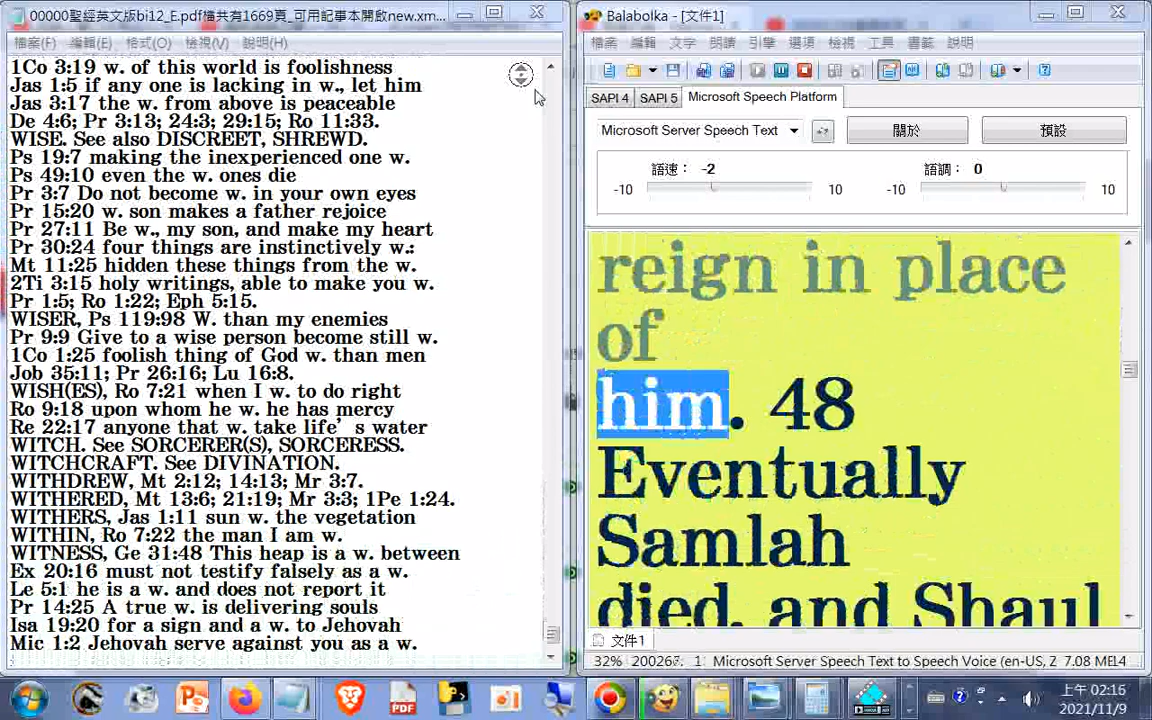 00000聖經英文版bi12_E.pdf檔共有1669頁_可用記事本開啟new.xm...
檔案(F) 編輯(E) 格式(O) 檢視(V) 說明(H)
1Co 3:19 w. of this world is foolishness
Jas 1:5 if any one is lacking in w., let him
Jas 3:17 the w. from above is peaceable
De 4:6; Pr 3:13; 24:3; 29:15; Ro 11:33.
WISE. See also DISCREET, SHREWD.
Ps 19:7 making the inexperienced one w.
Ps 49:10 even the w. ones die
Pr 3:7 Do not become w. in your own eyes
Pr 15:20 w. son makes a father rejoice
Pr 27:11 Be w., my son, and make my heart
Pr 30:24 four things are instinctively w.:
Mt 11:25 hidden these things from the w.
2Ti 3:15 holy writings, able to make you w.
Pr 1:5; Ro 1:22; Eph 5:15.
WISER, Ps 119:98 W. than my enemies
Pr 9:9 Give to a wise person become still w.
1Co 1:25 foolish thing of God w. than men
Job 35:11; Pr 26:16; Lu 16:8.
WISH(ES), Ro 7:21 when I w. to do right
Ro 9:18 upon whom he w. he has mercy
Re 22:17 anyone that w. take life’s water
WITCH. See SORCERER(S), SORCERESS.
WITCHCRAFT. See DIVINATION.
WITHDREW, Mt 2:12; 14:13; Mr 3:7.
WITHERED, Mt 13:6; 21:19; Mr 3:3; 1Pe 1:24.
WITHERS, Jas 1:11 sun w. the vegetation
WITHIN, Ro 7:22 the man I am w.
WITNESS, Ge 31:48 This heap is a w. between
Ex 20:16 must not testify falsely as a w.
Le 5:1 he is a w. and does not report it
Pr 14:25 A true w. is delivering souls
Isa 19:20 for a sign and a w. to Jehovah
Mic 1:2 Jehovah serve against you as a w.
Balabolka - [文件1]
檔案 編輯 文字 朗讀 引擎 選項 檢視 工具 書籤 說明
SAPI 4 SAPI 5 Microsoft Speech Platform
Microsoft Server Speech Text 關於 預設
語速： -2 語調： 0
-10 10 -10 10
reign in place
of
him. 48
Eventually
Samlah
died, and Shaul
文件1
32% Microsoft Server Speech Text to Speech Voice (en-US, Z 7.08 ME
上午 02:16
2021/11/9